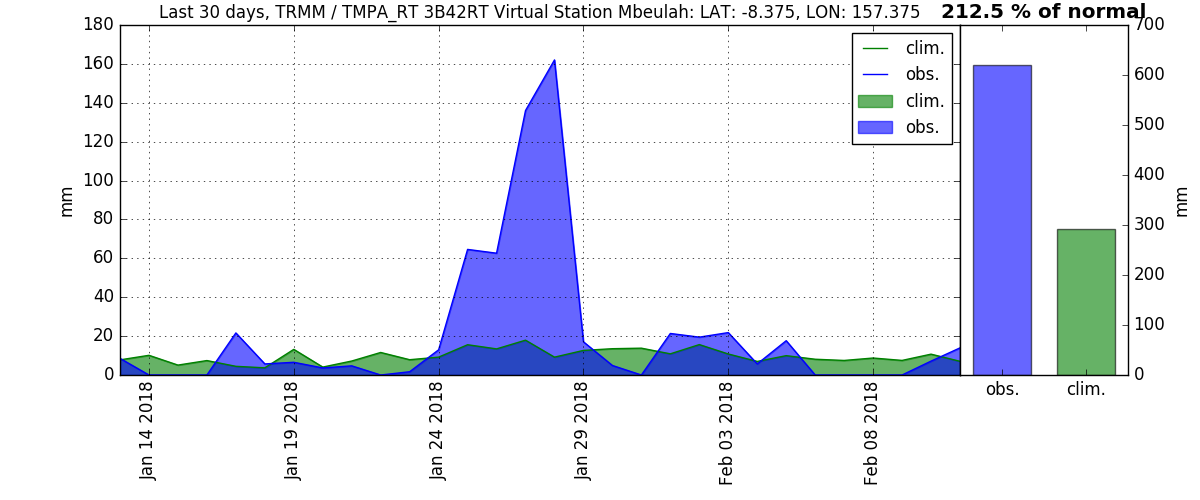 Last 30 days, TRMM / TMPA_RT 3B42RT Virtual Station Mbeulah: LAT: -8.375, LON: 157.375
212.5 % of normal
180
160
140
120
100
80
60
40
20
0
mm
Jan 14 2018
Jan 19 2018
Jan 24 2018
Jan 29 2018
Feb 03 2018
Feb 08 2018
clim.
obs.
clim.
obs.
700
600
500
400
300
200
100
0
mm
obs.
clim.